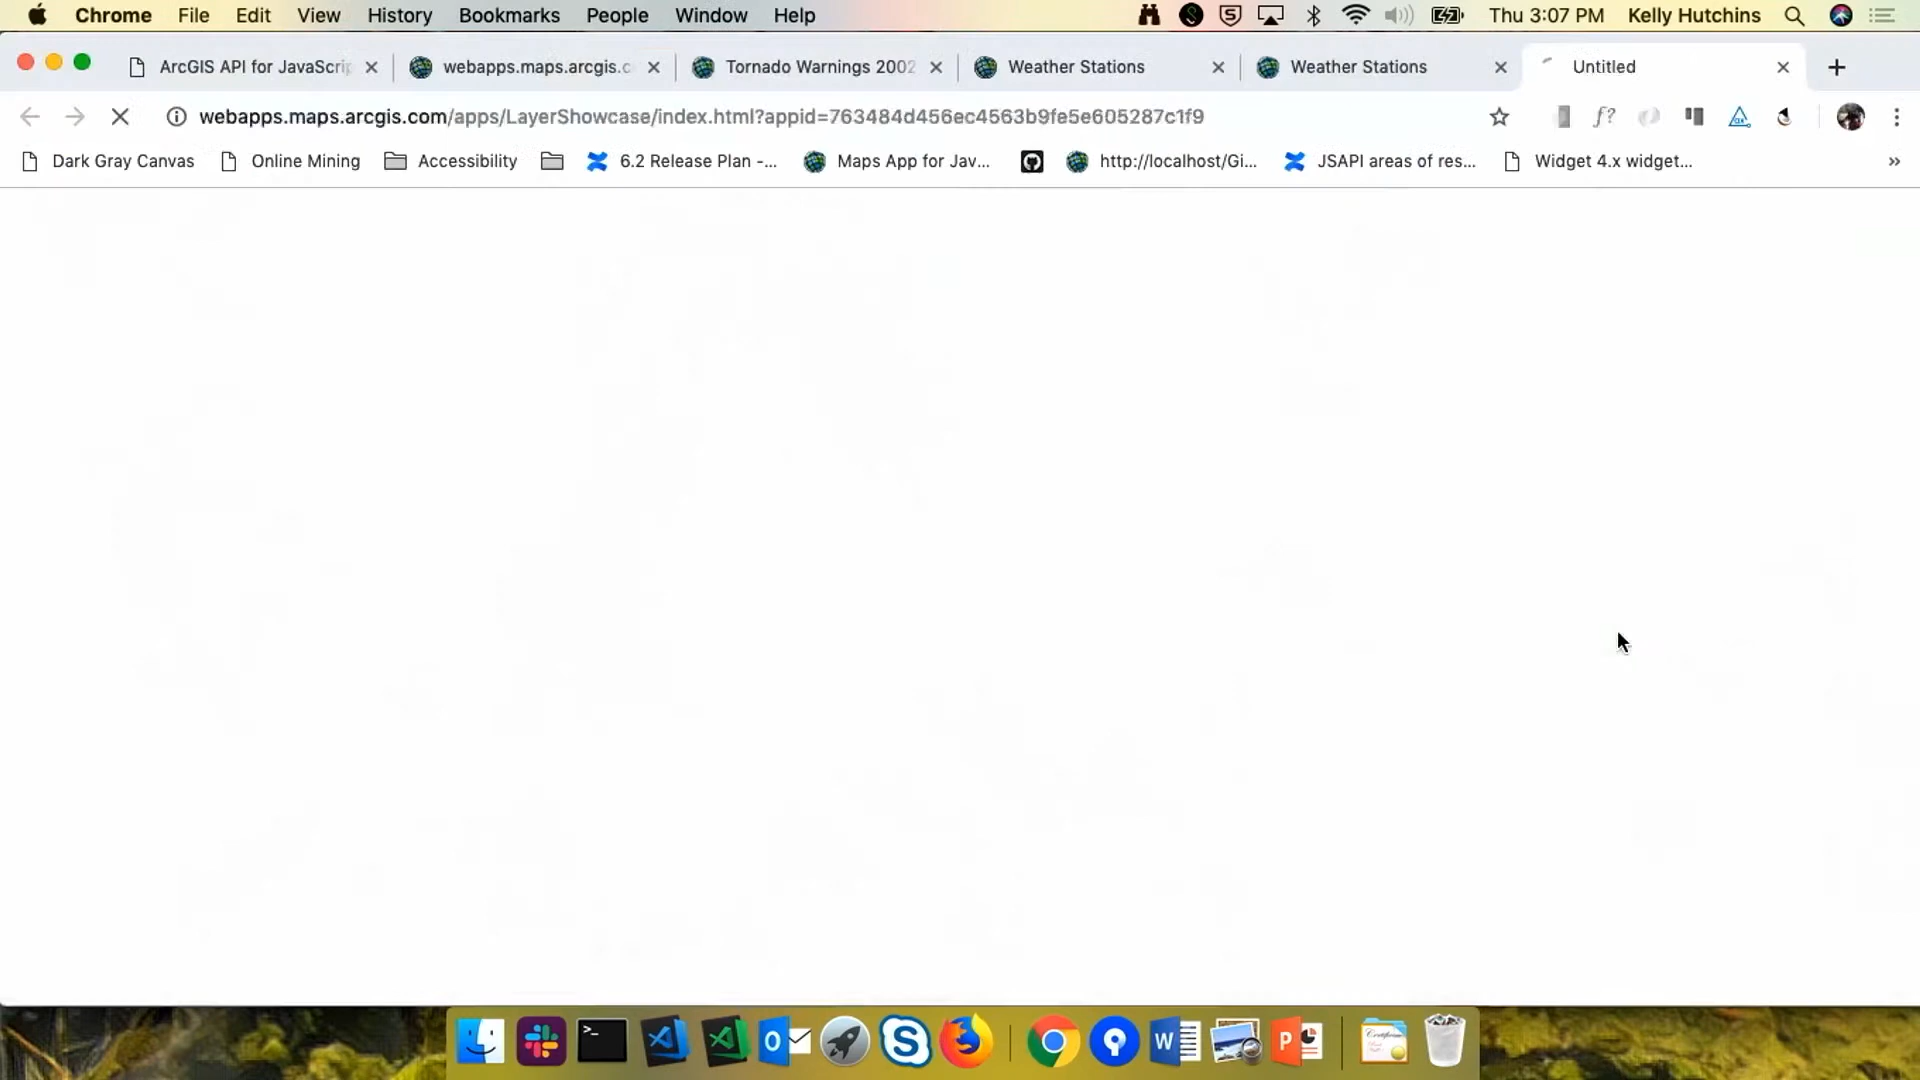 Chrome File Edit View History Bookmarks People Window Help Thu 3:07 PM Kelly Hutchins
ArcGIS API for JavaScrip webapps.maps.arcgis.c Tornado Warnings 2002 Weather Stations Weather Stations Untitled
webapps.maps.arcgis.com/apps/LayerShowcase/index.html?appid=763484d456ec4563b9fe5e605287c1f9
Dark Gray Canvas Online Mining Accessibility 6.2 Release Plan -... Maps App for Jav... http://localhost/Gi... JSAPI areas of res... Widget 4.x widget...